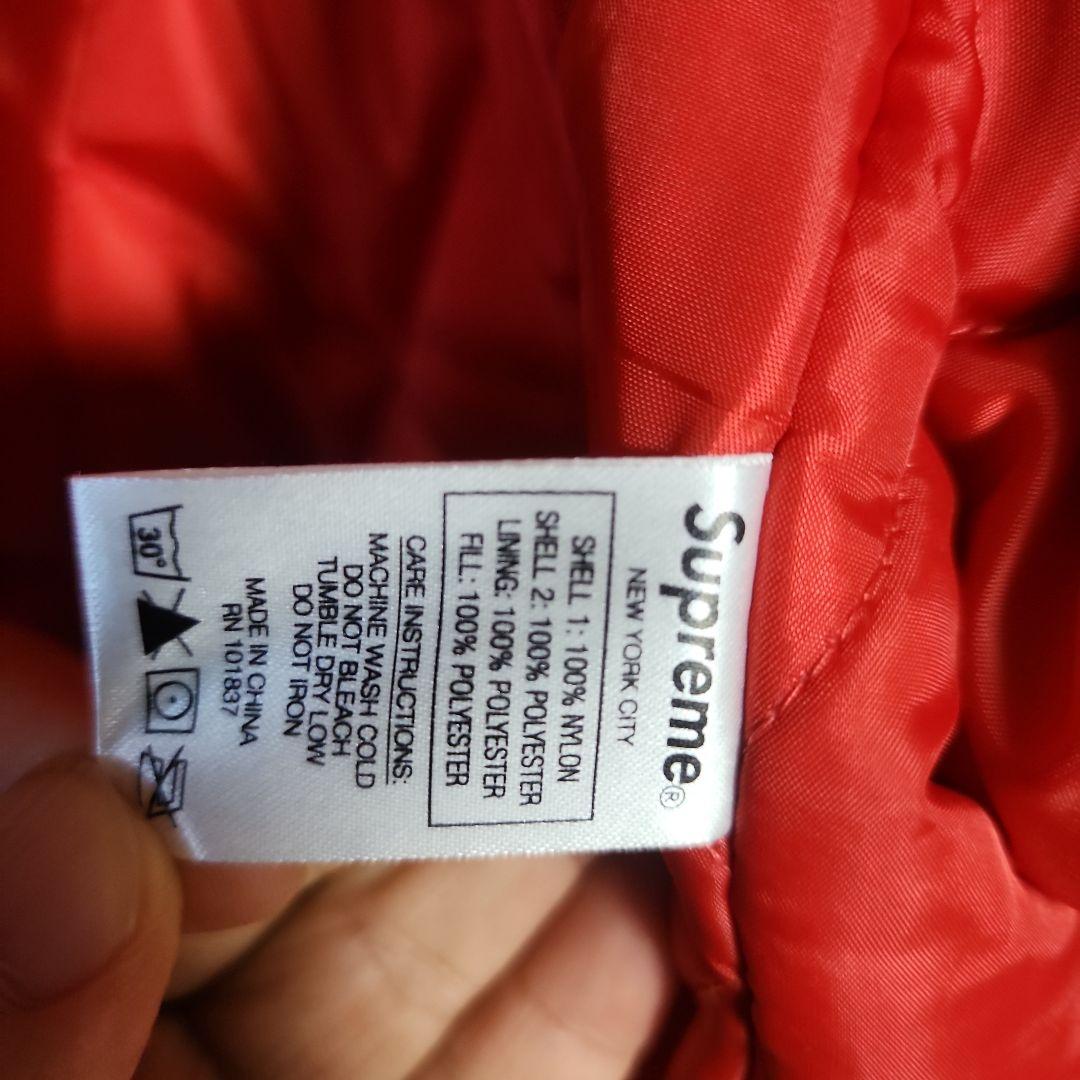 Supreme®
NEW YORK CITY
SHELL 1: 100% NYLON
SHELL 2: 100% POLYESTER
LINING: 100% POLYESTER
FILL: 100% POLYESTER
CARE INSTRUCTIONS:
MACHINE WASH COLD
DO NOT BLEACH
TUMBLE DRY LOW
DO NOT IRON
MADE IN CHINA
RN 101837
30°